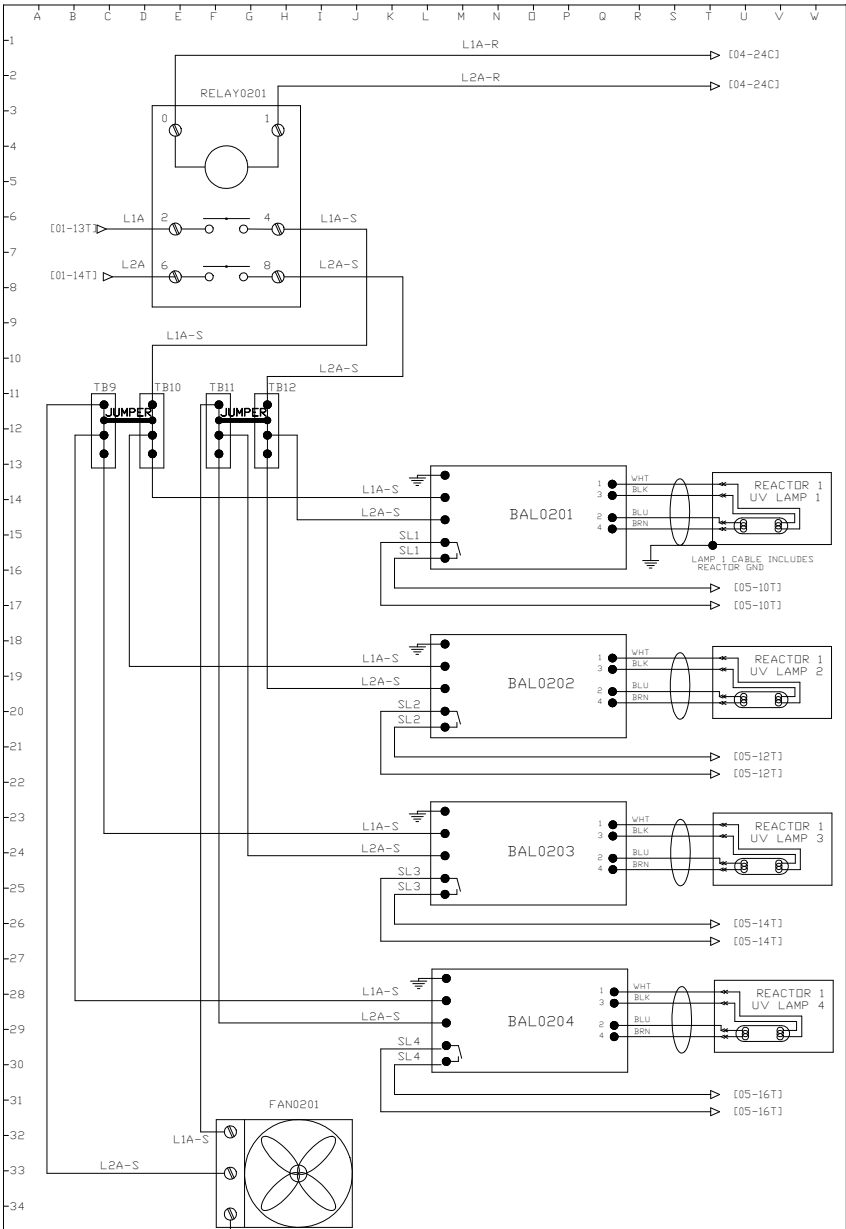 A B C D E F G H I J K L M N O P Q R S T U V W
1
L1A-R
[04-24C]
2
L2A-R
[04-24C]
RELAY0201
3
0 1
4
5
6
[01-13T] L1A 2 4 L1A-S
7
[01-14T] L2A 6 8 L2A-S
8
9
L1A-S
10
L2A-S
11
TB9 TB10 TB11 TB12
JUMPER JUMPER
12
13
14
L1A-S
L2A-S
15
SL1
SL1
BAL0201
1 WHT
3 BLK
2 BLU
4 BRN
REACTOR 1
UV LAMP 1
LAMP 1 CABLE INCLUDES
REACTOR GND
16
[05-10T]
17
[05-10T]
18
19
L1A-S
L2A-S
20
SL2
SL2
BAL0202
1 WHT
3 BLK
2 BLU
4 BRN
REACTOR 1
UV LAMP 2
21
[05-12T]
22
[05-12T]
23
L1A-S
24
L2A-S
25
SL3
SL3
BAL0203
1 WHT
3 BLK
2 BLU
4 BRN
REACTOR 1
UV LAMP 3
26
[05-14T]
[05-14T]
27
28
L1A-S
29
L2A-S
SL4
30
SL4
BAL0204
1 WHT
3 BLK
2 BLU
4 BRN
REACTOR 1
UV LAMP 4
31
[05-16T]
[05-16T]
FAN0201
32
L1A-S
33
L2A-S
34